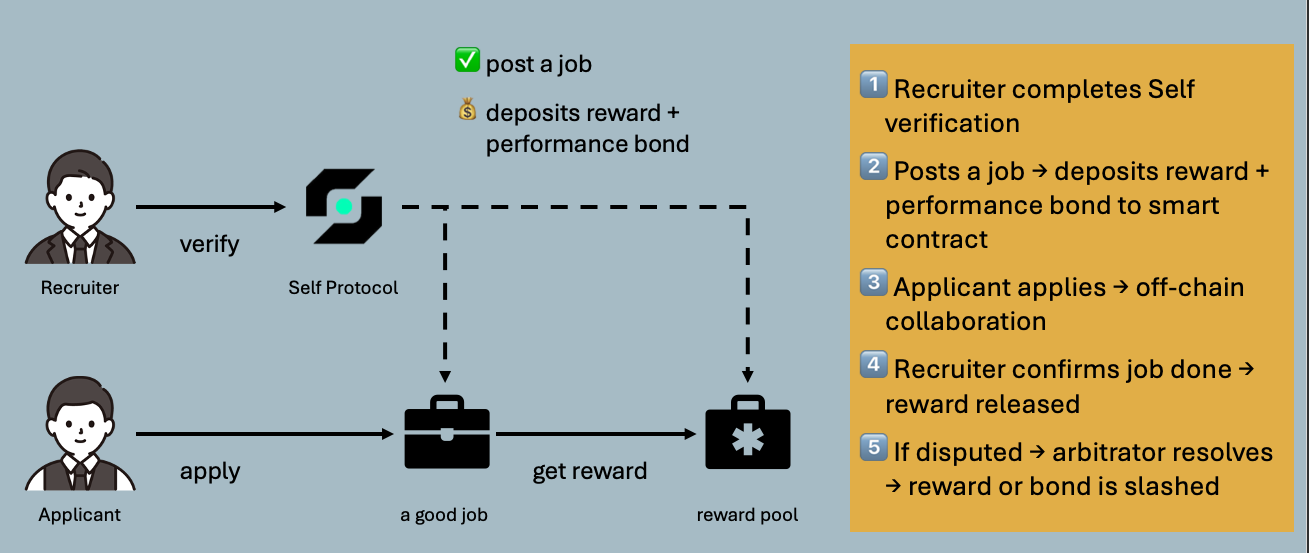 ✅ post a job
💰 deposits reward +
performance bond
verify
Recruiter
Self Protocol
apply
get reward
Applicant
a good job
reward pool
1️⃣ Recruiter completes Self
verification
2️⃣ Posts a job → deposits reward +
performance bond to smart
contract
3️⃣ Applicant applies → off-chain
collaboration
4️⃣ Recruiter confirms job done →
reward released
5️⃣ If disputed → arbitrator resolves
→ reward or bond is slashed